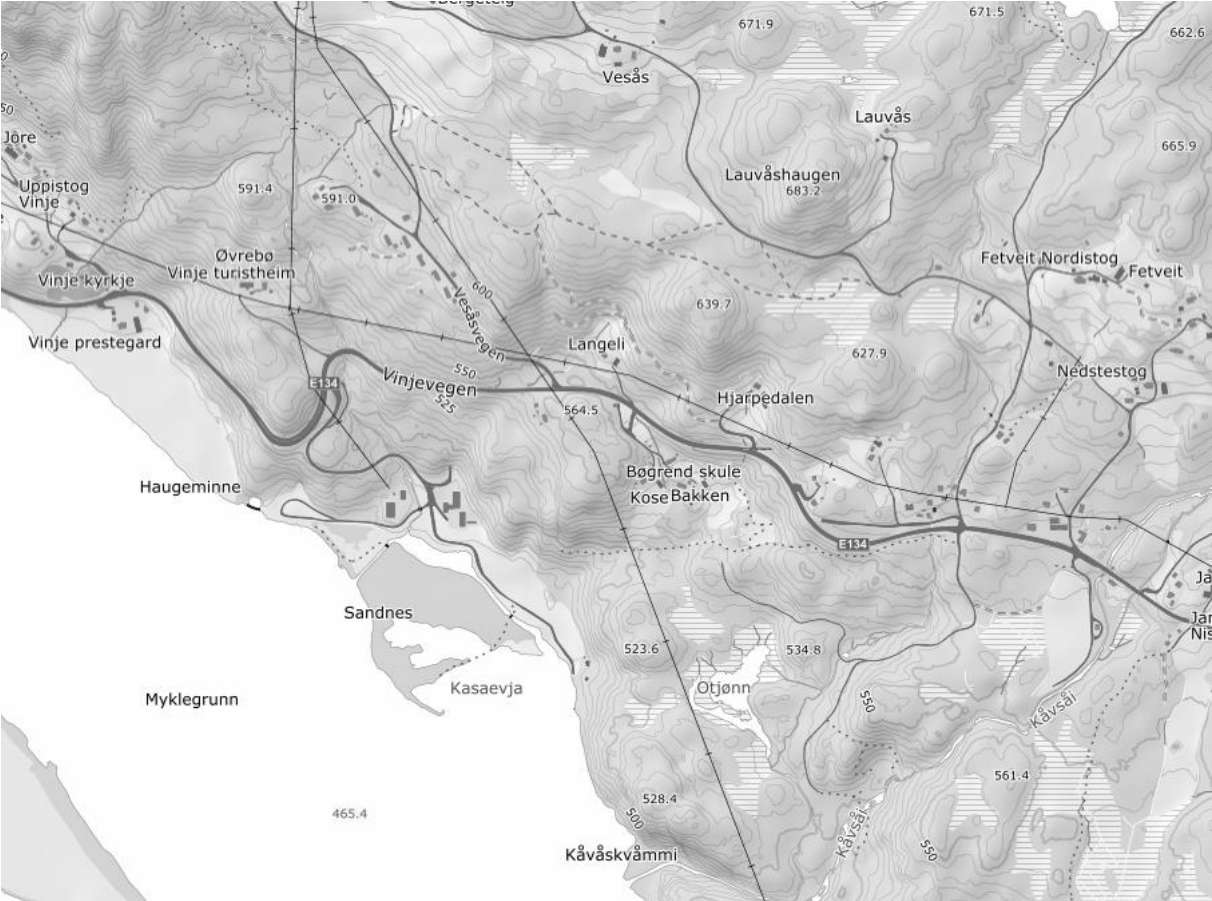 Bergeteig
671.9
671.5
662.6
Vesås
Lauvås
Jore
665.9
Lauvåshaugen
683.2
Uppistog
Vinje
591.4
591.0
Øvrebø
Vinje turistheim
Fetveit Nordistog
Fetveit
Vinje kyrkje
600
Vesåsvegen
639.7
Vinje prestegard
Langeli
627.9
550
Nedstestog
E134
Vinjevegen
525
564.5
Hjarpedalen
Bøgrend skule
Haugeminne
Kose
Bakken
E134
Sandnes
523.6
534.8
Kasaevja
Otjønn
Myklegrunn
550
Kåvsåi
561.4
528.4
465.4
500
Kåvsåi
550
Kåvåskvåmmi